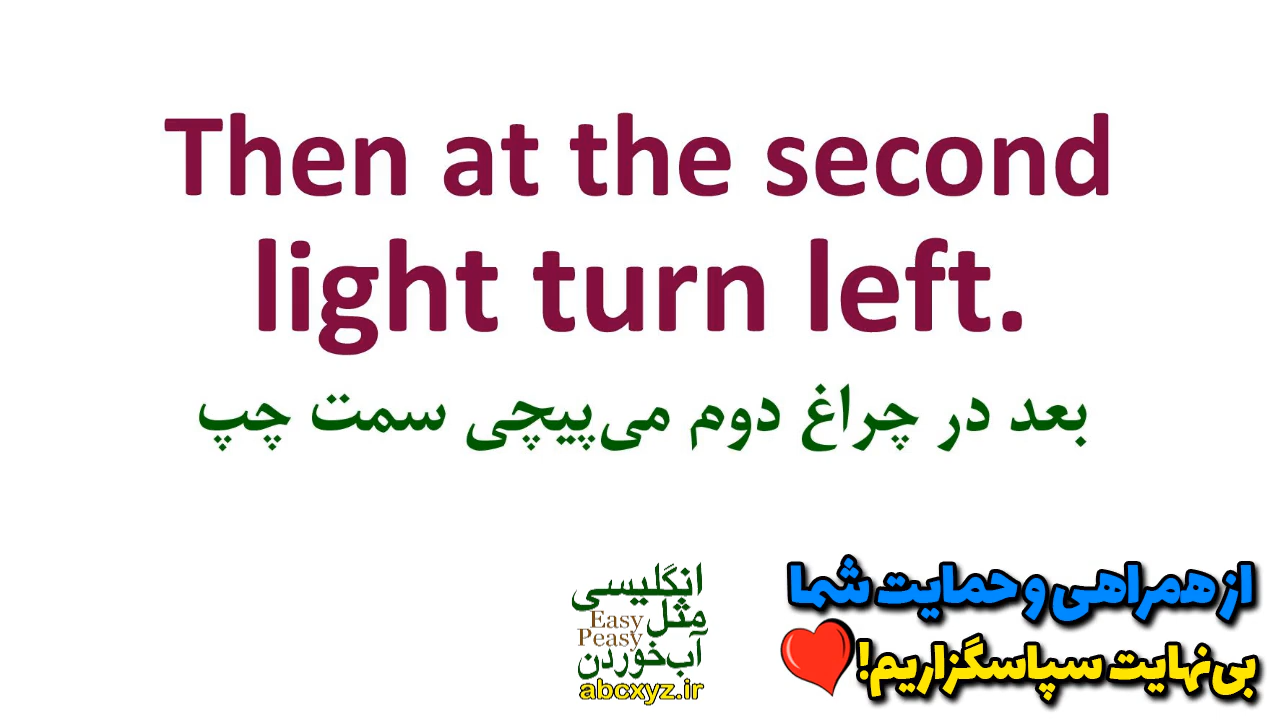 Then at the second
light turn left.
بعد در چراغ دوم می‌پیچی سمت چپ
انگلیسی
مثل
Easy
Peasy
آب‌خوردن
abcxyz.ir
از همراهی و حمایت شما
بی‌نهایت سپاسگزاریم!